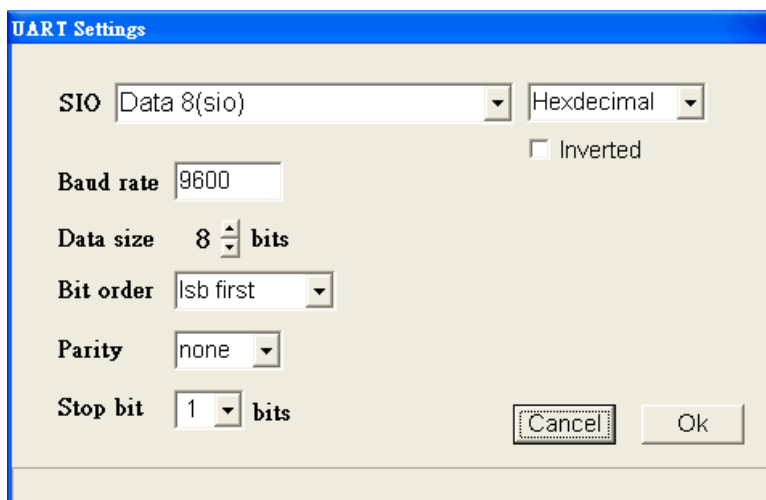 UART Settings
SIO Data 8(sio) Hexdecimal
Inverted
Baud rate 9600
Data size 8 bits
Bit order lsb first
Parity none
Stop bit 1 bits
Cancel Ok